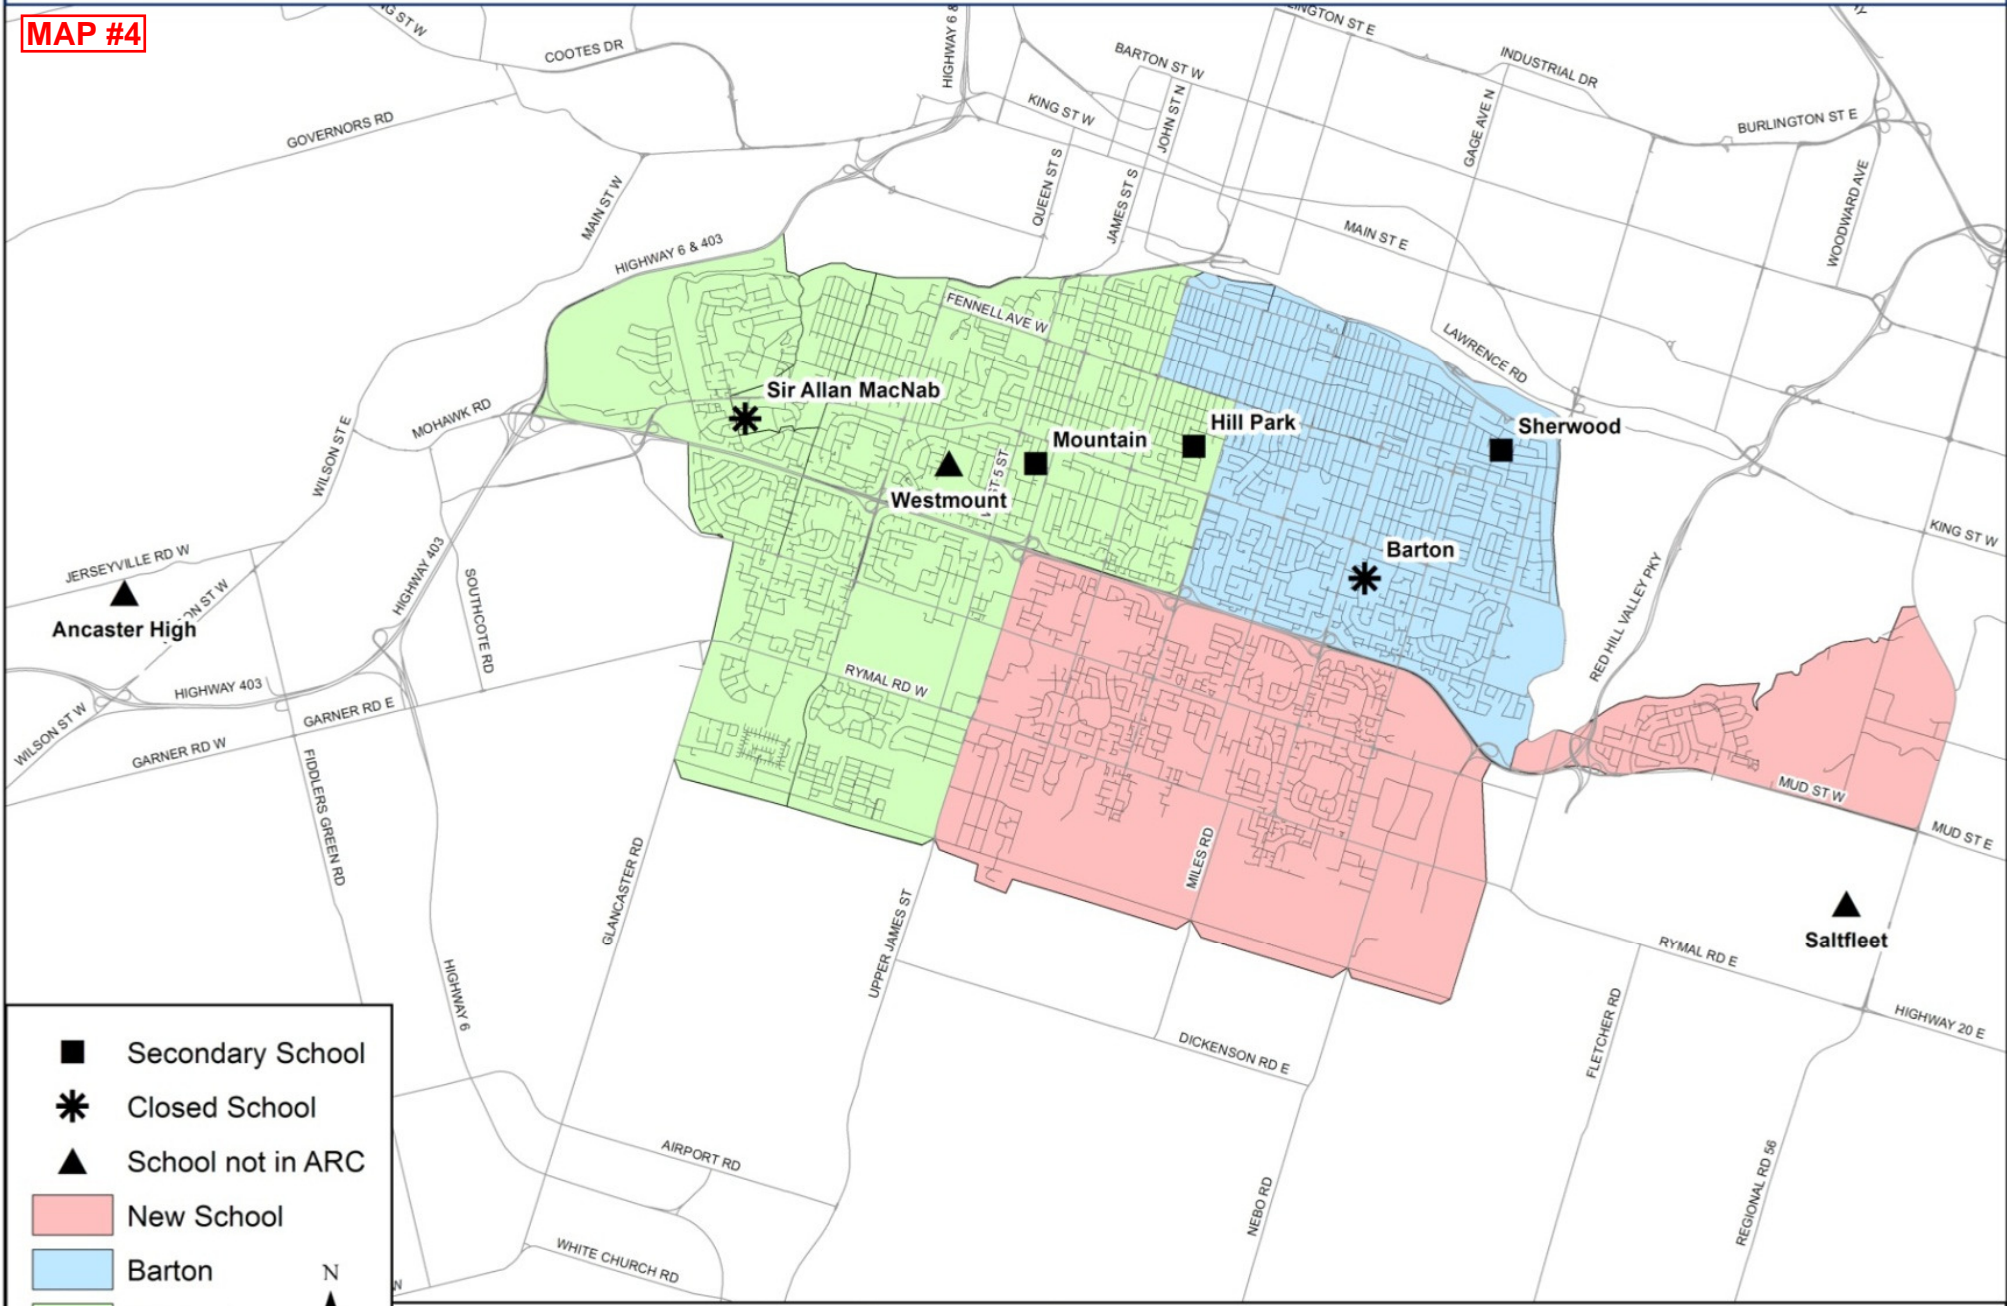 MAP #4
COOTES DR
HIGHWAY 6 &
BARTON ST W
INDUSTRIAL DR
KING ST W
JOHN ST N
GAGE AVE N
BURLINGTON ST E
GOVERNORS RD
MAIN ST W
QUEEN ST S
JAMES ST S
MAIN ST E
WOODWARD AVE
HIGHWAY 6 & 403
FENNELL AVE W
LAWRENCE RD
Sir Allan MacNab
MOHAWK RD
WILSON ST E
Hill Park
Sherwood
Mountain
Westmount
KING ST W
Barton
JERSEYVILLE RD W
HIGHWAY 403
SOUTHCOTE RD
ON ST W
Ancaster High
RED HILL VALLEY PKY
HIGHWAY 403
RYMAL RD W
GARNER RD E
WILSON ST W
GARNER RD W
FIDDLERS GREEN RD
MUD ST W
MUD ST E
GLANCASTER RD
MILES RD
UPPER JAMES ST
Saltfleet
RYMAL RD E
HIGHWAY 6
HIGHWAY 20 E
DICKENSON RD E
FLETCHER RD
AIRPORT RD
NEBO RD
REGIONAL RD 56
WHITE CHURCH RD
Secondary School
Closed School
School not in ARC
New School
Barton
N